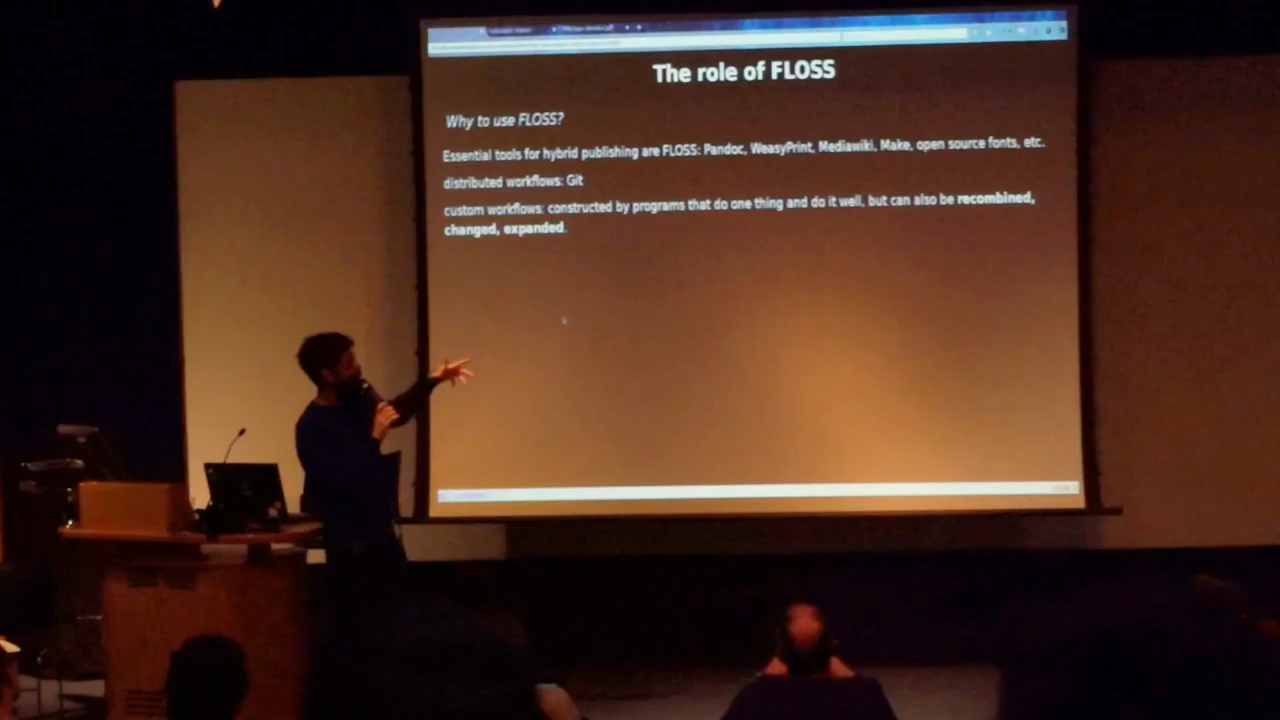 The role of FLOSS
Why to use FLOSS?
Essential tools for hybrid publishing are FLOSS: Pandoc, WeasyPrint, Mediawiki, Make, open source fonts, etc.
distributed workflows: Git
custom workflows: constructed by programs that do one thing and do it well, but can also be recombined,
changed, expanded.